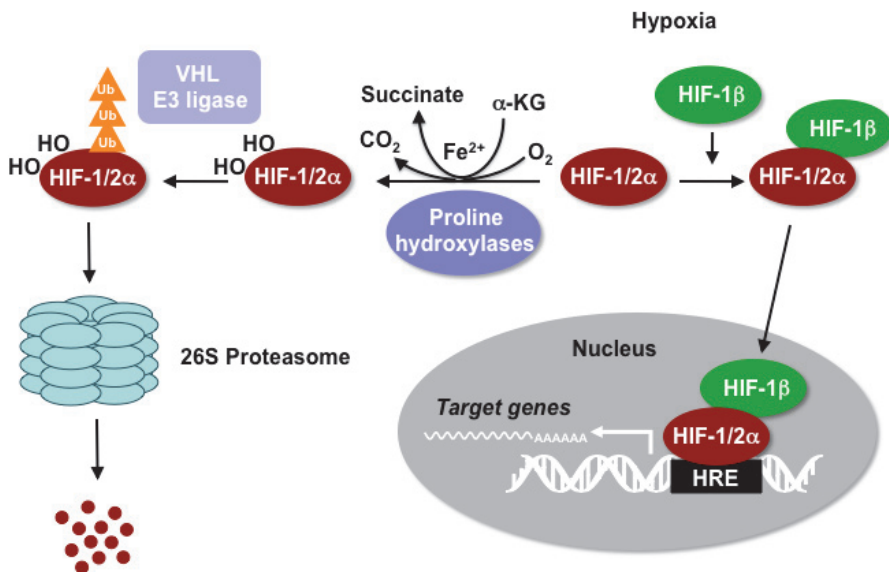 Hypoxia
VHL
E3 ligase
Ub
Ub
Ub
HO
HO
HIF-1/2α
HO
HO
HIF-1/2α
Succinate
α-KG
CO₂
Fe²⁺
O₂
Proline
hydroxylases
HIF-1/2α
HIF-1β
HIF-1β
HIF-1/2α
26S Proteasome
Nucleus
HIF-1β
Target genes
HIF-1/2α
AAAAAA
HRE